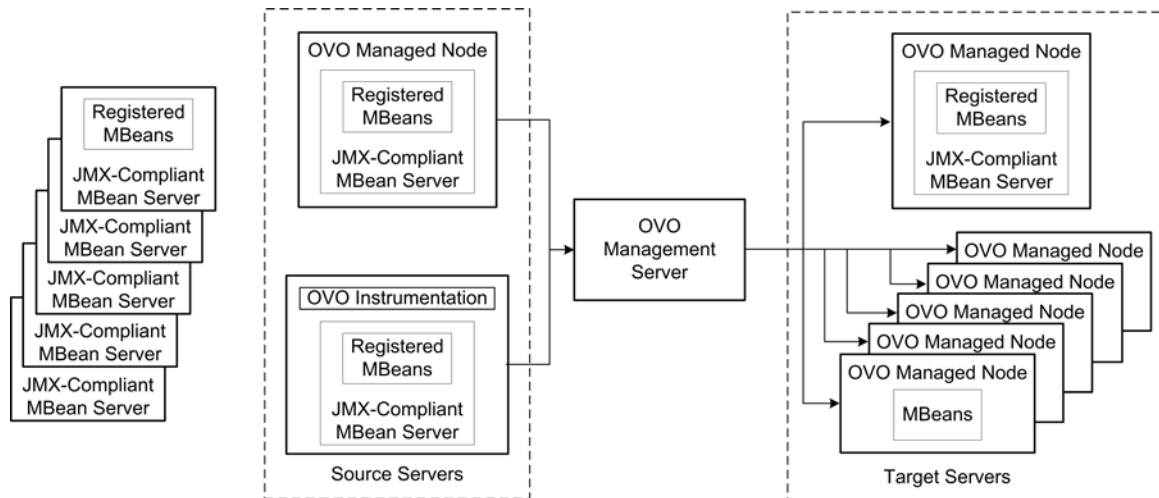 Registered
MBeans
JMX-Compliant
MBean Server
JMX-Compliant
MBean Server
JMX-Compliant
MBean Server
JMX-Compliant
MBean Server
JMX-Compliant
MBean Server
OVO Managed Node
Registered
MBeans
JMX-Compliant
MBean Server
OVO Instrumentation
Registered
MBeans
JMX-Compliant
MBean Server
Source Servers
OVO
Management
Server
OVO Managed Node
Registered
MBeans
JMX-Compliant
MBean Server
OVO Managed Node
OVO Managed Node
OVO Managed Node
OVO Managed Node
OVO Managed Node
MBeans
Target Servers